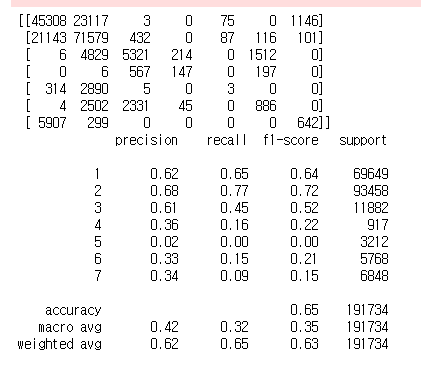 [[45308 23117 3 0 75 0 1146]
[21143 71579 432 0 87 116 101]
[ 6 4829 5321 214 0 1512 0]
[ 0 6 567 147 0 197 0]
[ 314 2890 5 0 3 0 0]
[ 4 2502 2331 45 0 886 0]
[ 5907 299 0 0 0 0 642]]
precision recall f1-score support
1 0.62 0.65 0.64 69649
2 0.68 0.77 0.72 93458
3 0.61 0.45 0.52 11882
4 0.36 0.16 0.22 917
5 0.02 0.00 0.00 3212
6 0.33 0.15 0.21 5768
7 0.34 0.09 0.15 6848
accuracy 0.65 191734
macro avg 0.42 0.32 0.35 191734
weighted avg 0.62 0.65 0.63 191734